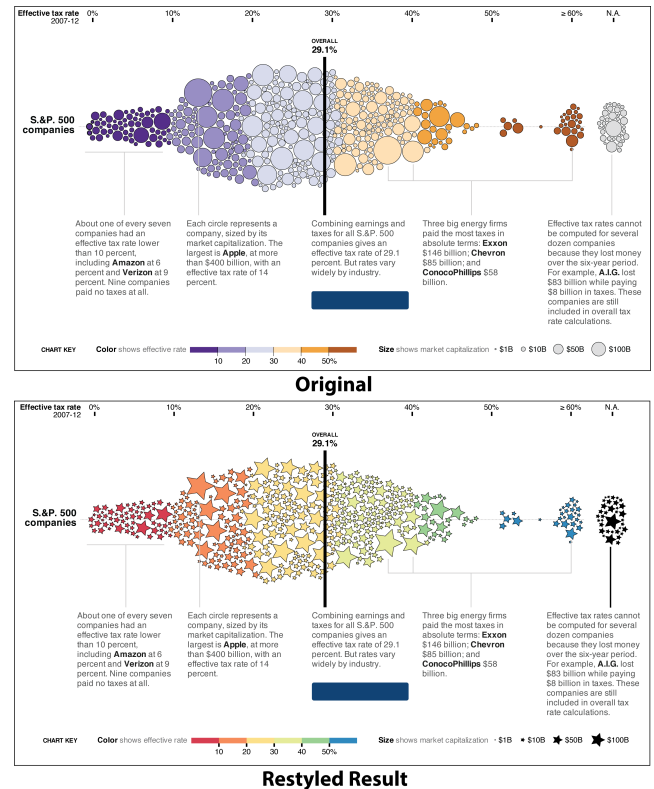 Effective tax rate 0% 10% 20% 30% 40% 50% ≥ 60% N.A.
2007-12
OVERALL
29.1%
S.&P. 500
companies
About one of every seven
companies had an
effective tax rate lower
than 10 percent,
including Amazon at 6
percent and Verizon at 9
percent. Nine companies
paid no taxes at all.
Each circle represents a
company, sized by its
market capitalization. The
largest is Apple, at more
than $400 billion, with an
effective tax rate of 14
percent.
Combining earnings and
taxes for all S.&P. 500
companies gives an
effective tax rate of 29.1
percent. But rates vary
widely by industry.
Three big energy firms
paid the most taxes in
absolute terms: Exxon
$146 billion; Chevron
$85 billion; and
ConocoPhillips $58
billion.
Effective tax rates cannot
be computed for several
dozen companies
because they lost money
over the six-year period.
For example, A.I.G. lost
$83 billion while paying
$8 billion in taxes. These
companies are still
included in overall tax
rate calculations.
CHART KEY Color shows effective rate Size shows market capitalization $1B $10B $50B $100B
10 20 30 40 50%
Original
Effective tax rate 0% 10% 20% 30% 40% 50% ≥ 60% N.A.
2007-12
OVERALL
29.1%
S.&P. 500
companies
About one of every seven
companies had an
effective tax rate lower
than 10 percent,
including Amazon at 6
percent and Verizon at 9
percent. Nine companies
paid no taxes at all.
Each circle represents a
company, sized by its
market capitalization. The
largest is Apple, at more
than $400 billion, with an
effective tax rate of 14
percent.
Combining earnings and
taxes for all S.&P. 500
companies gives an
effective tax rate of 29.1
percent. But rates vary
widely by industry.
Three big energy firms
paid the most taxes in
absolute terms: Exxon
$146 billion; Chevron
$85 billion; and
ConocoPhillips $58
billion.
Effective tax rates cannot
be computed for several
dozen companies
because they lost money
over the six-year period.
For example, A.I.G. lost
$83 billion while paying
$8 billion in taxes. These
companies are still
included in overall tax
rate calculations.
CHART KEY Color shows effective rate Size shows market capitalization $1B $10B $50B $100B
10 20 30 40 50%
Restyled Result